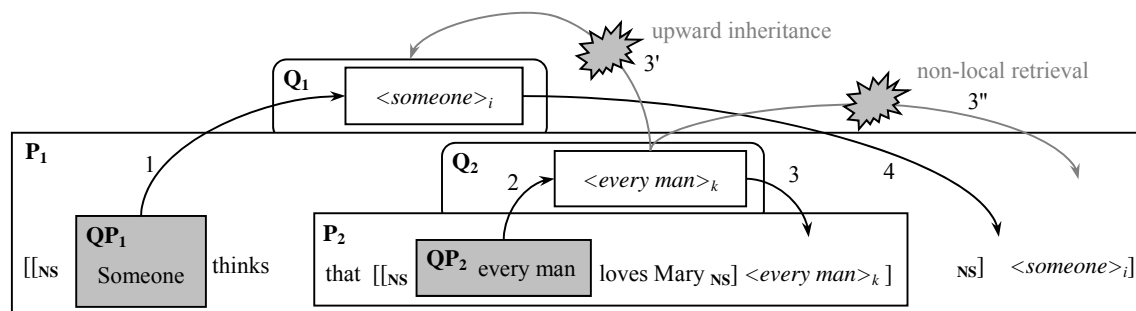 upward inheritance
3'
Q1
<someone>i
non-local retrieval
3"
P1
1
Q2
2
<every man>k
3
4
QP1
P2
QP2
[[NS Someone thinks that [[NS every man loves Mary NS] <every man>k ] NS] <someone>i]